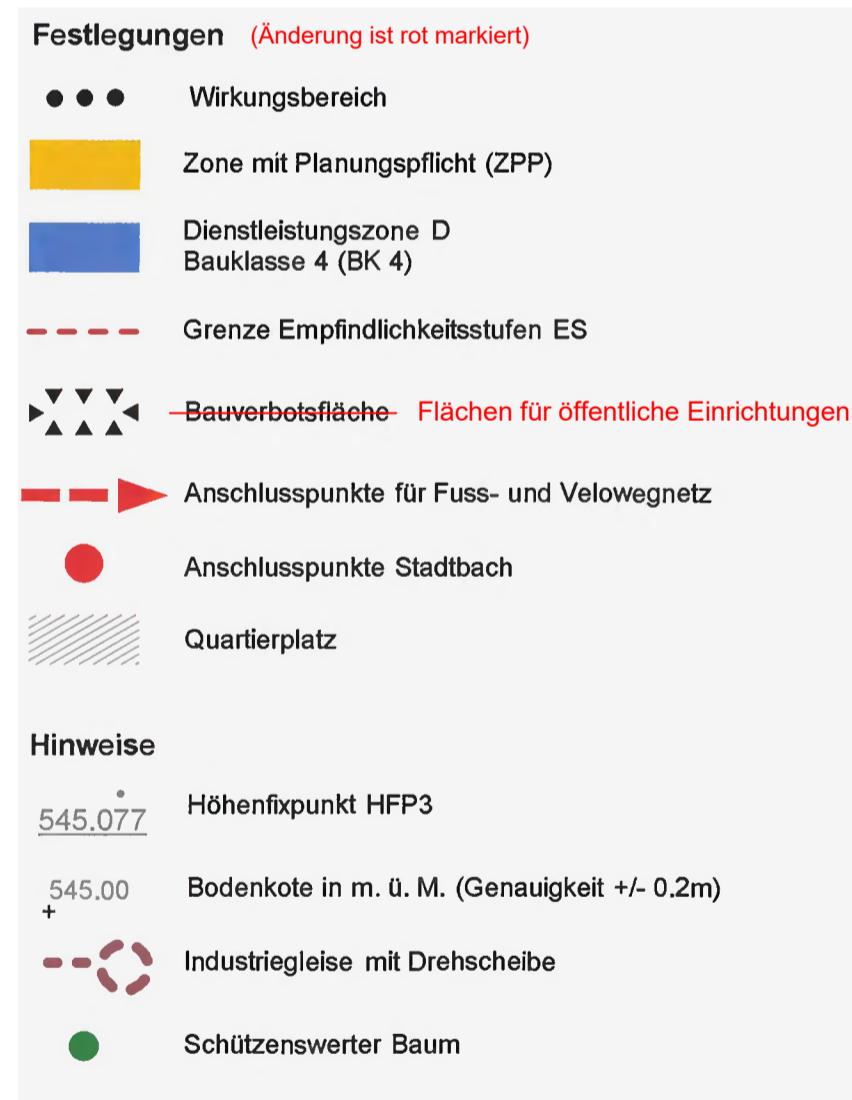 Festlegungen (Änderung ist rot markiert)
Wirkungsbereich
Zone mit Planungspflicht (ZPP)
Dienstleistungszone D
Bauklasse 4 (BK 4)
Grenze Empfindlichkeitsstufen ES
Bauverbotsfläche Flächen für öffentliche Einrichtungen
Anschlusspunkte für Fuss- und Velowegnetz
Anschlusspunkte Stadtbach
Quartierplatz
Hinweise
545.077 Höhenfixpunkt HFP3
545.00 Bodenkote in m. ü. M. (Genauigkeit +/- 0.2m)
Industriegleise mit Drehscheibe
Schützenswerter Baum